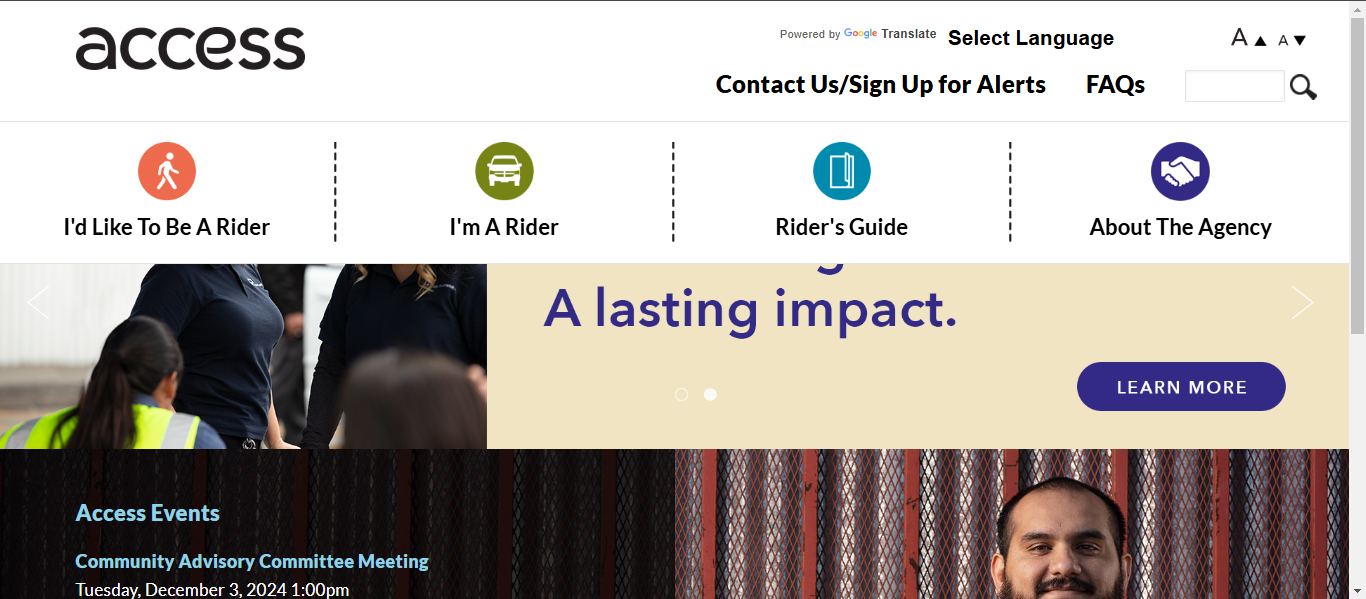 access
Powered by Google Translate
Select Language
A▲ A▼
Contact Us/Sign Up for Alerts
FAQs
I'd Like To Be A Rider
I'm A Rider
Rider's Guide
About The Agency
A lasting impact.
LEARN MORE
Access Events
Community Advisory Committee Meeting
Tuesday, December 3, 2024 1:00pm